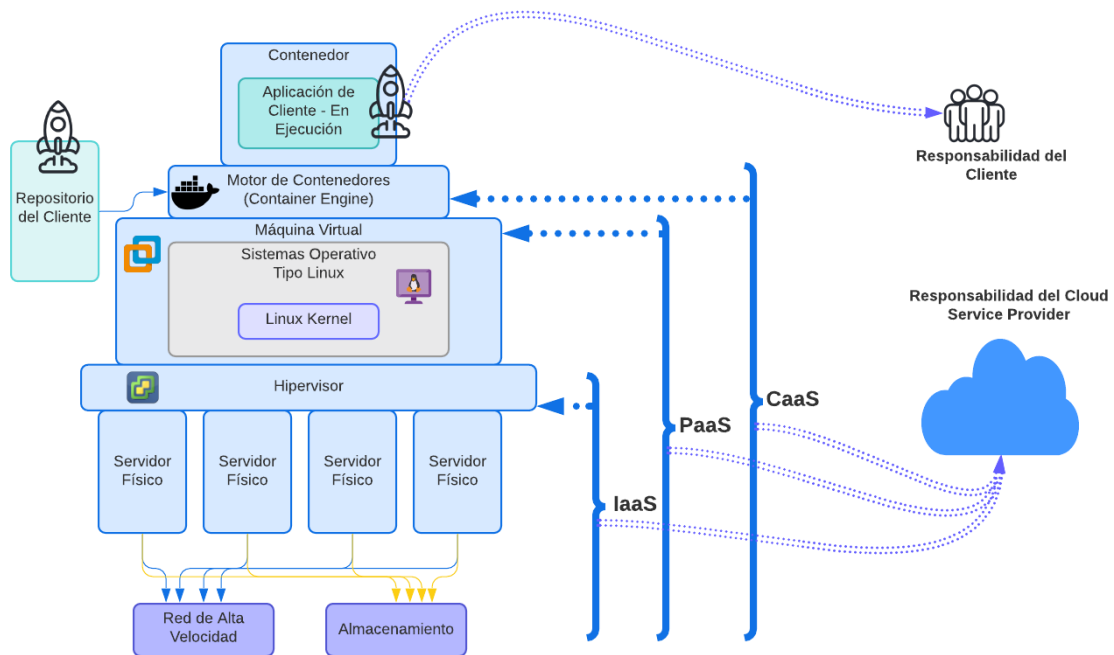 Contenedor
Aplicación de
Cliente - En
Ejecución
Repositorio
del Cliente
Motor de Contenedores
(Container Engine)
Máquina Virtual
Sistemas Operativo
Tipo Linux
Linux Kernel
Hipervisor
Servidor
Físico
Servidor
Físico
Servidor
Físico
Servidor
Físico
Red de Alta
Velocidad
Almacenamiento
IaaS
PaaS
CaaS
Responsabilidad del
Cliente
Responsabilidad del Cloud
Service Provider